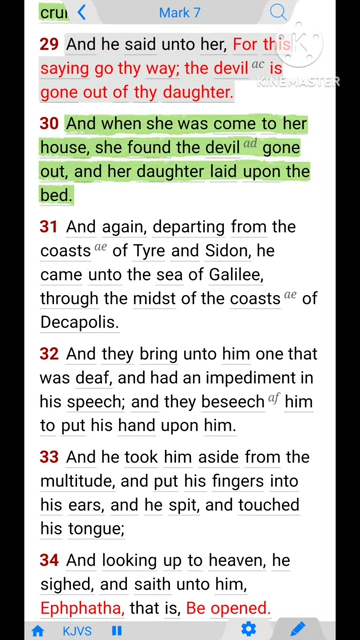 crum
Mark 7
29 And he said unto her, For this
saying go thy way; the devil ac is
gone out of thy daughter.
KINEMASTER
30 And when she was come to her
house, she found the devil ad gone
out, and her daughter laid upon the
bed.
31 And again, departing from the
coasts ae of Tyre and Sidon, he
came unto the sea of Galilee,
through the midst of the coasts ae of
Decapolis.
32 And they bring unto him one that
was deaf, and had an impediment in
his speech; and they beseech af him
to put his hand upon him.
33 And he took him aside from the
multitude, and put his fingers into
his ears, and he spit, and touched
his tongue;
34 And looking up to heaven, he
sighed, and saith unto him,
Ephphatha, that is, Be opened.
KJVS